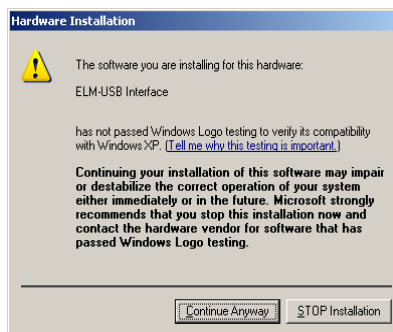 Hardware Installation
The software you are installing for this hardware:
ELM-USB Interface
has not passed Windows Logo testing to verify its compatibility
with Windows XP. (Tell me why this testing is important.)
Continuing your installation of this software may impair
or destabilize the correct operation of your system
either immediately or in the future. Microsoft strongly
recommends that you stop this installation now and
contact the hardware vendor for software that has
passed Windows Logo testing.
Continue Anyway
STOP Installation